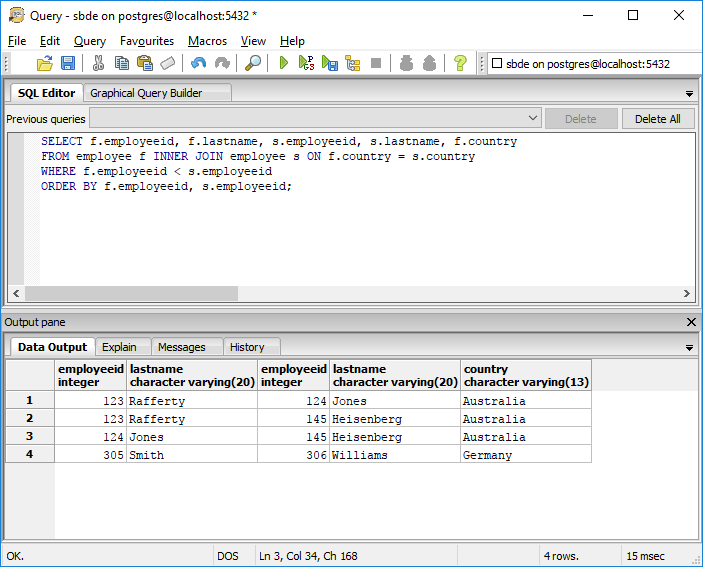 Query - sbde on postgres@localhost:5432 *
File Edit Query Favourites Macros View Help
sbde on postgres@localhost:5432
SQL Editor Graphical Query Builder
Previous queries Delete Delete All
SELECT f.employeeid, f.lastname, s.employeeid, s.lastname, f.country
FROM employee f INNER JOIN employee s ON f.country = s.country
WHERE f.employeeid < s.employeeid
ORDER BY f.employeeid, s.employeeid;
Output pane
Data Output Explain Messages History
employeeid lastname employeeid lastname country
integer character varying(20) integer character varying(20) character varying(13)
1 123 Rafferty 124 Jones Australia
2 123 Rafferty 145 Heisenberg Australia
3 124 Jones 145 Heisenberg Australia
4 305 Smith 306 Williams Germany
OK. DOS Ln 3, Col 34, Ch 168 4 rows. 15 msec